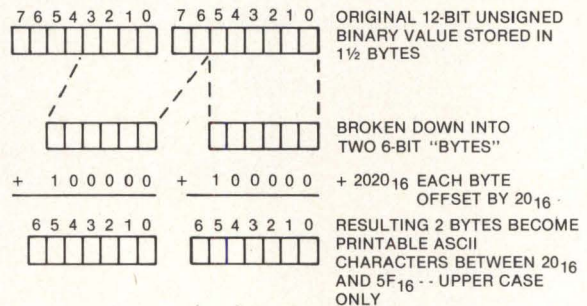 7 6 5 4 3 2 1 0 7 6 5 4 3 2 1 0 ORIGINAL 12-BIT UNSIGNED
BINARY VALUE STORED IN
1½ BYTES
BROKEN DOWN INTO
TWO 6-BIT "BYTES"
+ 1 0 0 0 0 0 + 1 0 0 0 0 0 + 2020₁₆ EACH BYTE
OFFSET BY 20₁₆
6 5 4 3 2 1 0 6 5 4 3 2 1 0 RESULTING 2 BYTES BECOME
PRINTABLE ASCII
CHARACTERS BETWEEN 20₁₆
AND 5F₁₆ - - UPPER CASE
ONLY